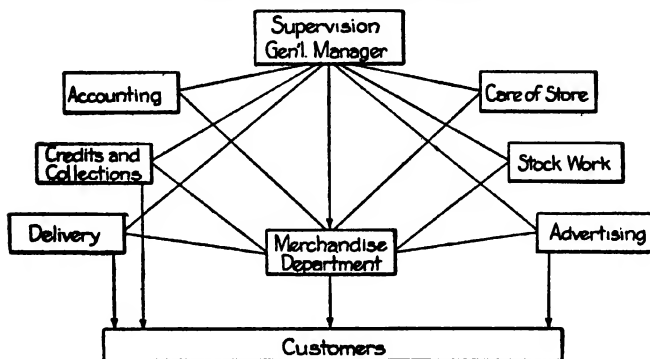 Supervision
Gen'l. Manager
Accounting
Care of Store
Credits and
Collections
Stock Work
Delivery
Merchandise
Department
Advertising
Customers